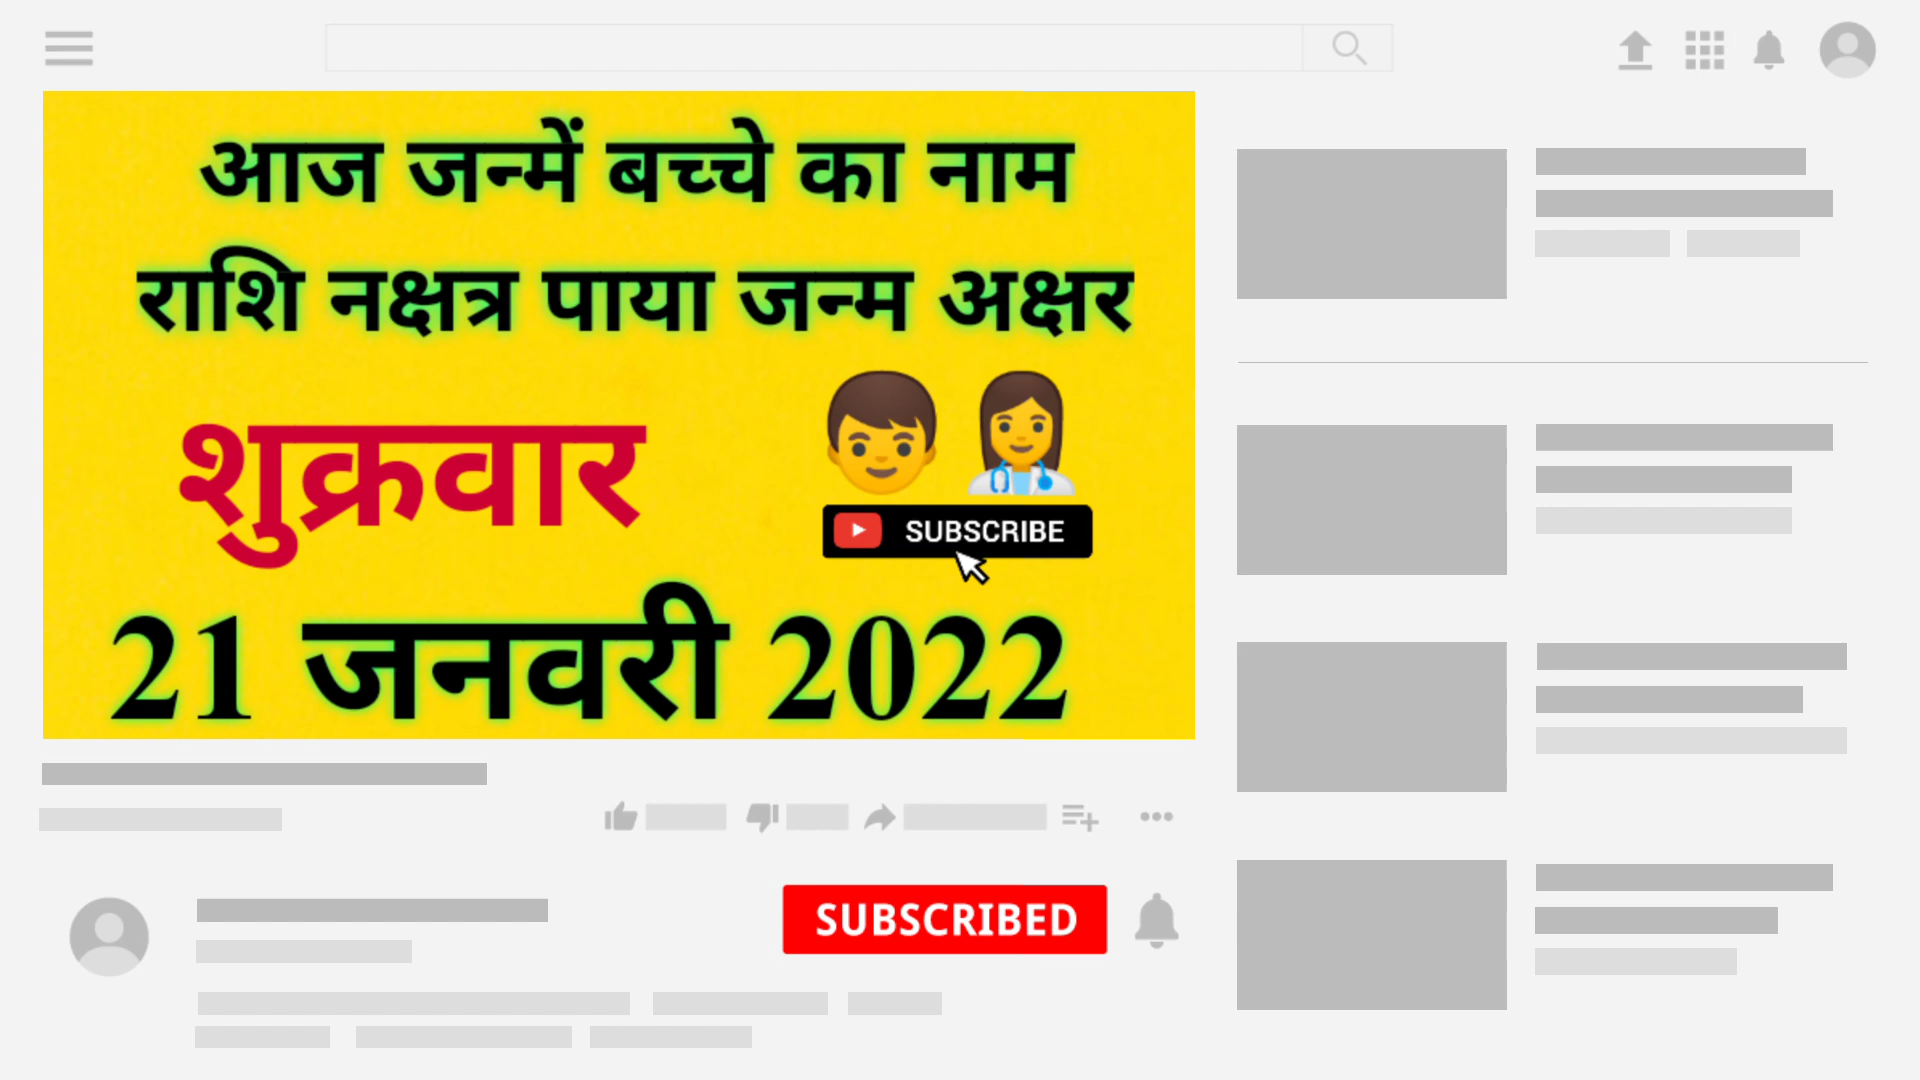 आज जन्में बच्चे का नाम
राशि नक्षत्र पाया जन्म अक्षर
शुक्रवार
SUBSCRIBE
21 जनवरी 2022
SUBSCRIBED